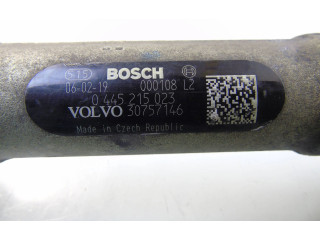 BOSCH
06-02-19 000108 L2
0 445 215 023
VOLVO 30757146
Made in Czech Republic